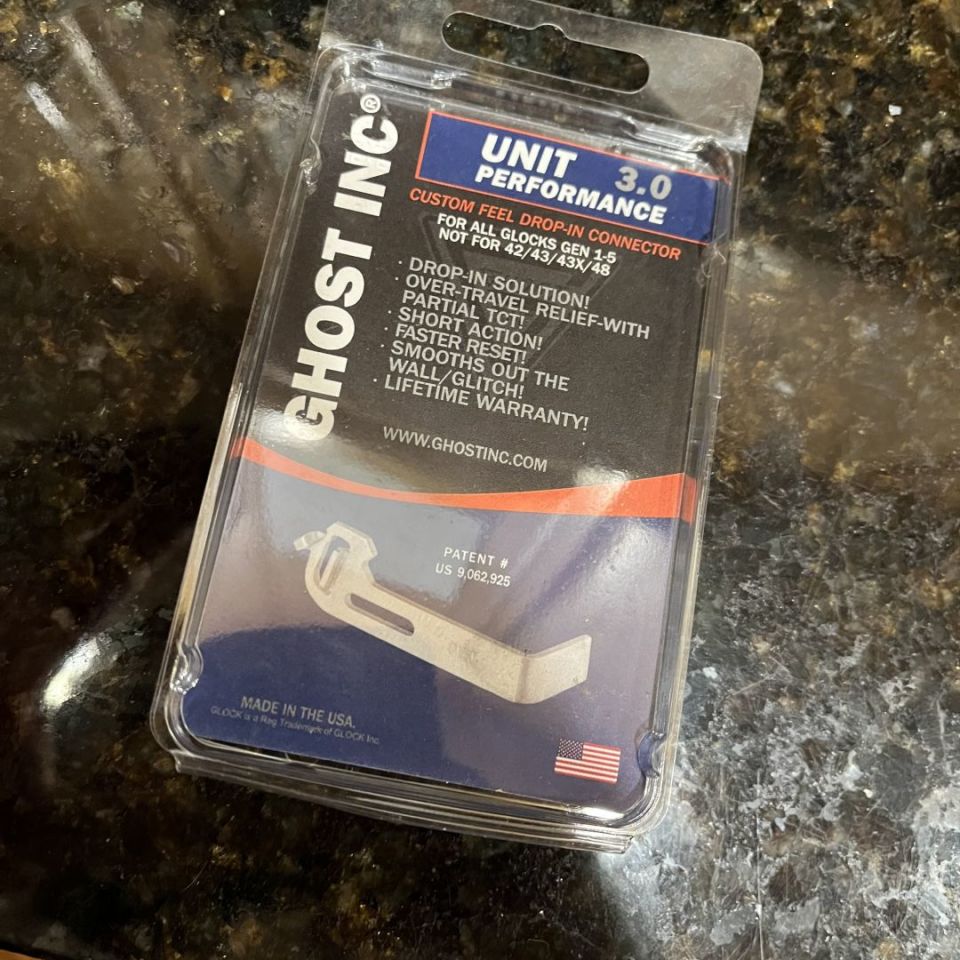 GHOST INC®
UNIT 3.0
PERFORMANCE
CUSTOM FEEL DROP-IN CONNECTOR
FOR ALL GLOCKS GEN 1-5
NOT FOR 42/43/43X/48
· DROP-IN SOLUTION!
· OVER-TRAVEL RELIEF-WITH
PARTIAL TCT!
· SHORT ACTION!
· FASTER RESET!
· SMOOTHS OUT THE
WALL/GLITCH!
· LIFETIME WARRANTY!
WWW.GHOSTINC.COM
PATENT #
US 9,062,925
MADE IN THE USA.
GLOCK is a Reg Trademark of GLOCK Inc.